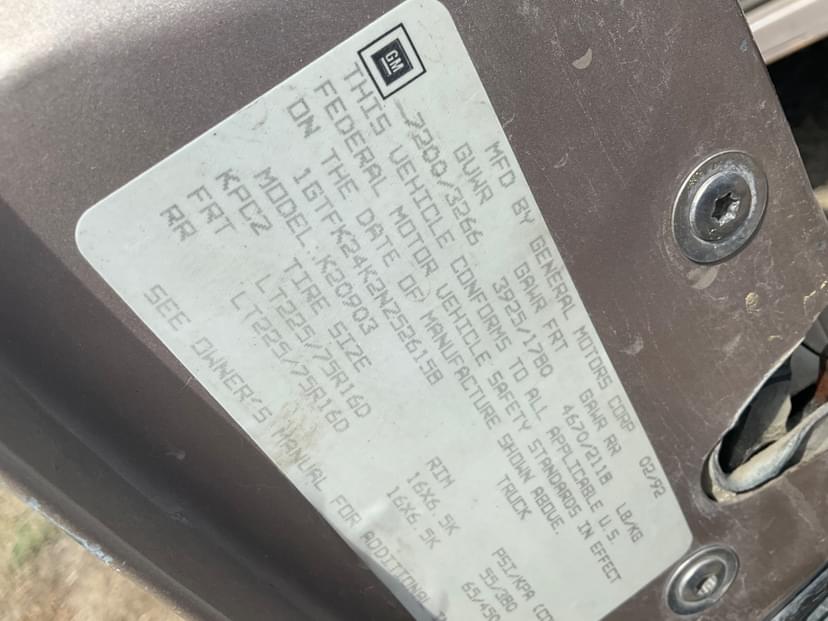 GM
MFD BY GENERAL MOTORS CORP 02/92
GVWR GAWR FRT GAWR RR LB/KG
7200/3266 3925/1780 4670/2118
THIS VEHICLE CONFORMS TO ALL APPLICABLE U.S.
FEDERAL MOTOR VEHICLE SAFETY STANDARDS IN EFFECT
ON THE DATE OF MANUFACTURE SHOWN ABOVE.
1GTFK24K2NZ526158 TRUCK
MODEL: K20903
KPC2 TIRE SIZE RIM PSI/KPA
FRT LT225/75R16D 16X6.5K 55/380
RR LT225/75R16D 16X6.5K 65/450
SEE OWNER'S MANUAL FOR ADDITIONAL